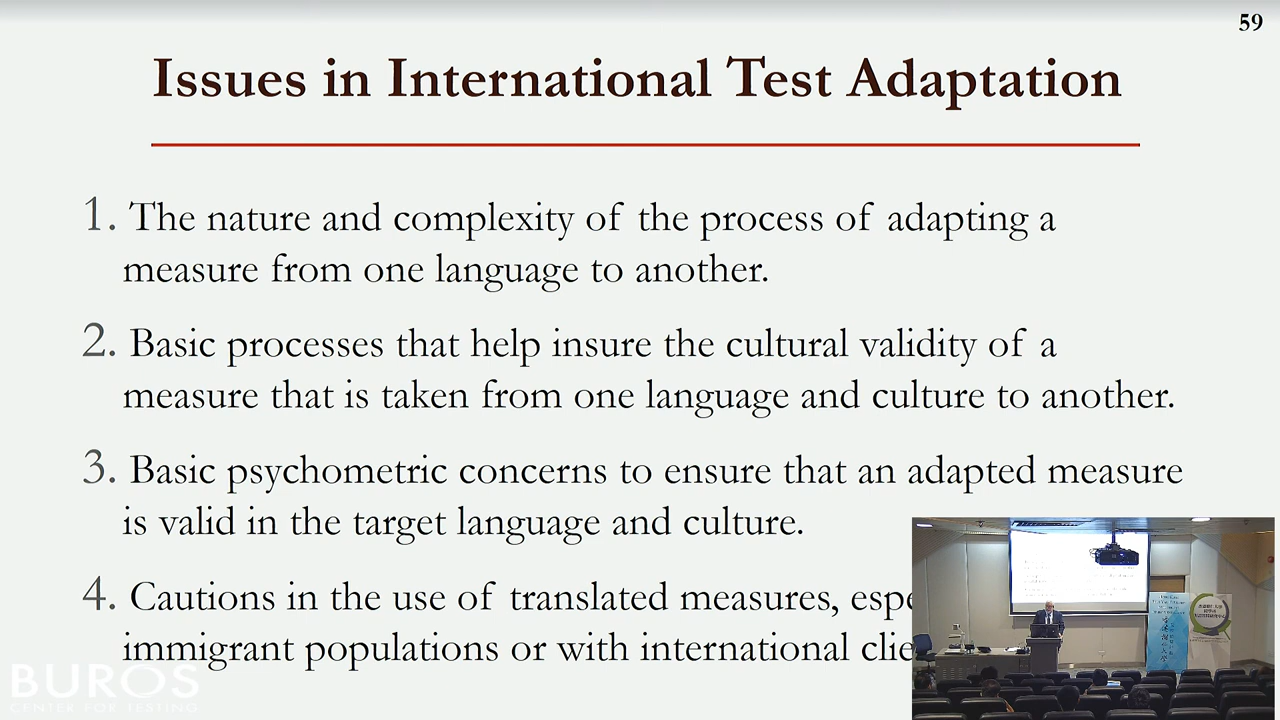 59
Issues in International Test Adaptation
1. The nature and complexity of the process of adapting a
measure from one language to another.
2. Basic processes that help insure the cultural validity of a
measure that is taken from one language and culture to another.
3. Basic psychometric concerns to ensure that an adapted measure
is valid in the target language and culture.
4. Cautions in the use of translated measures, espe
immigrant populations or with international clie
BUROS
CENTER FOR TESTING